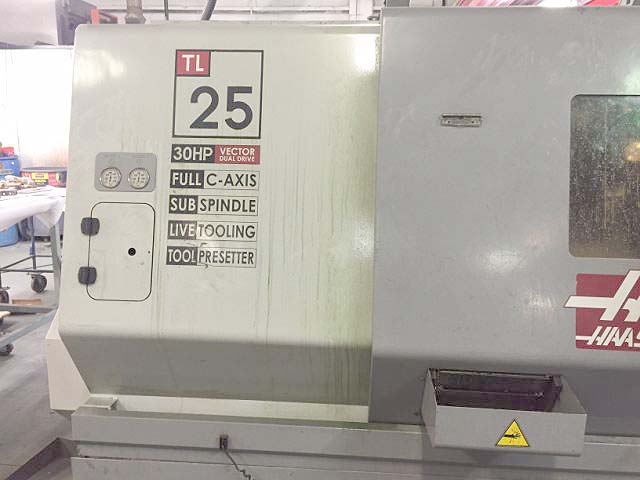 TL
25
30HP VECTOR DUAL DRIVE
FULL C-AXIS
SUB SPINDLE
LIVE TOOLING
TOOL PRESETTER
HAAS